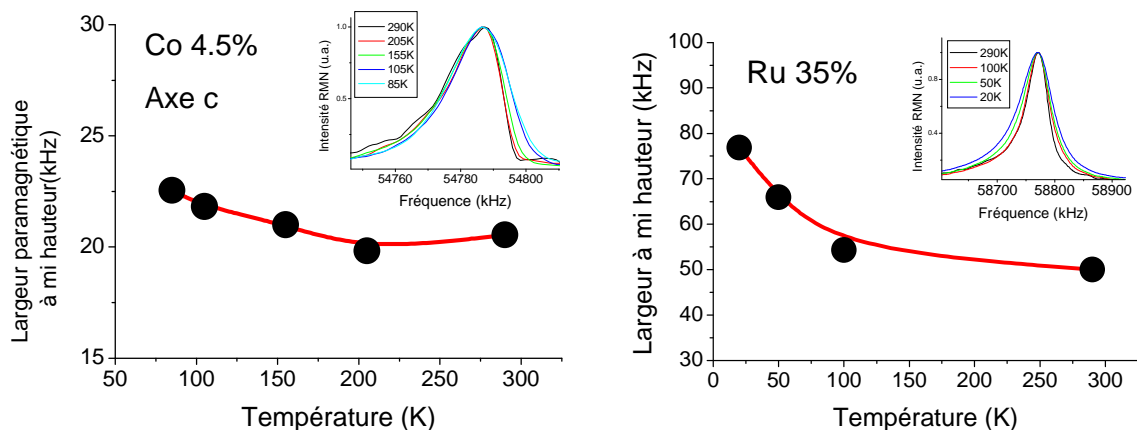 Co 4.5%
Axe c
Largeur paramagnétique
à mi hauteur(kHz)
30
25
20
15
50
100
150
200
250
300
Température (K)
Intensité RMN (u.a.)
1.0
0.5
290K
205K
155K
105K
85K
54760
54780
54800
Fréquence (kHz)
Ru 35%
Largeur à mi hauteur (kHz)
100
90
80
70
60
50
40
30
0
50
100
150
200
250
300
Température (K)
Intensité RMN (u.a.)
0.8
0.4
290K
100K
50K
20K
58700
58800
58900
Fréquence (kHz)